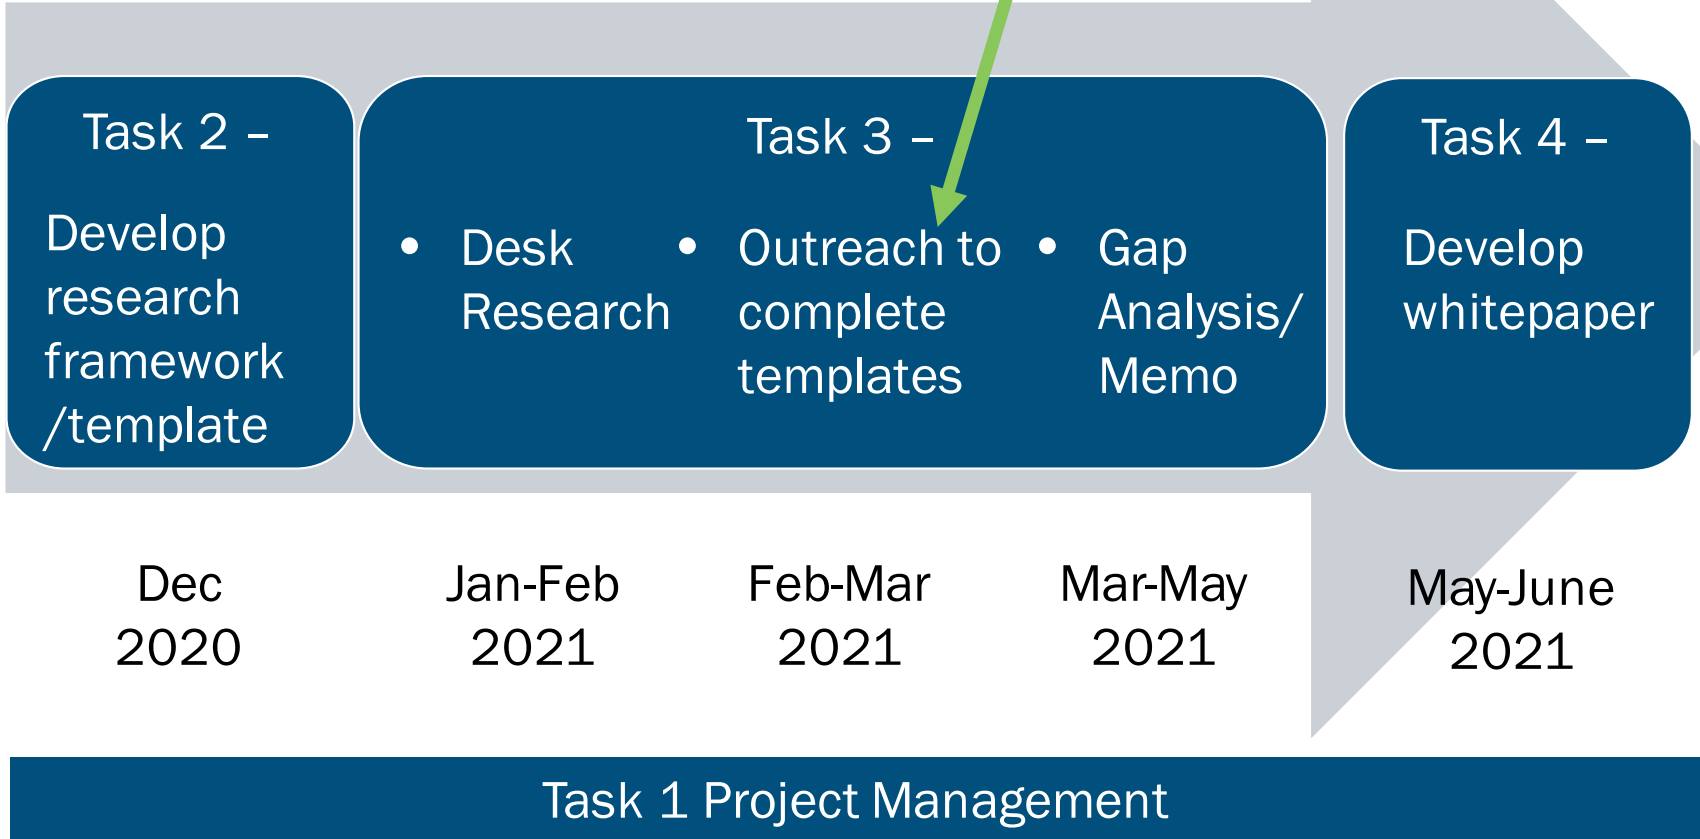 Task 2 –
Develop
research
framework
/template
Task 3 –
• Desk
Research
• Outreach to
complete
templates
• Gap
Analysis/
Memo
Task 4 –
Develop
whitepaper
Dec
2020
Jan-Feb
2021
Feb-Mar
2021
Mar-May
2021
May-June
2021
Task 1 Project Management